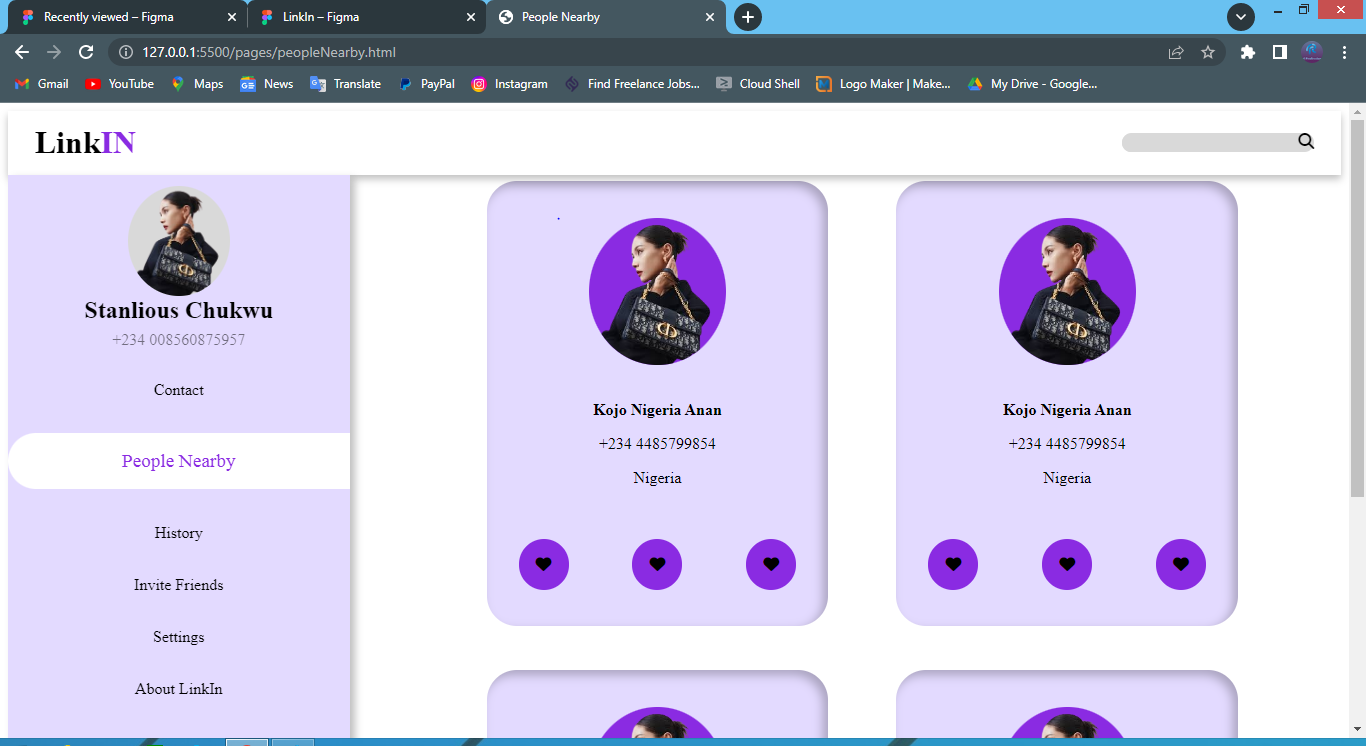 Recently viewed – Figma
LinkIn – Figma
People Nearby
127.0.0.1:5500/pages/peopleNearby.html
Gmail
YouTube
Maps
News
Translate
PayPal
Instagram
Find Freelance Jobs...
Cloud Shell
Logo Maker | Make...
My Drive - Google...
LinkIN
Stanlious Chukwu
+234 008560875957
Contact
People Nearby
History
Invite Friends
Settings
About LinkIn
Kojo Nigeria Anan
+234 4485799854
Nigeria
Kojo Nigeria Anan
+234 4485799854
Nigeria